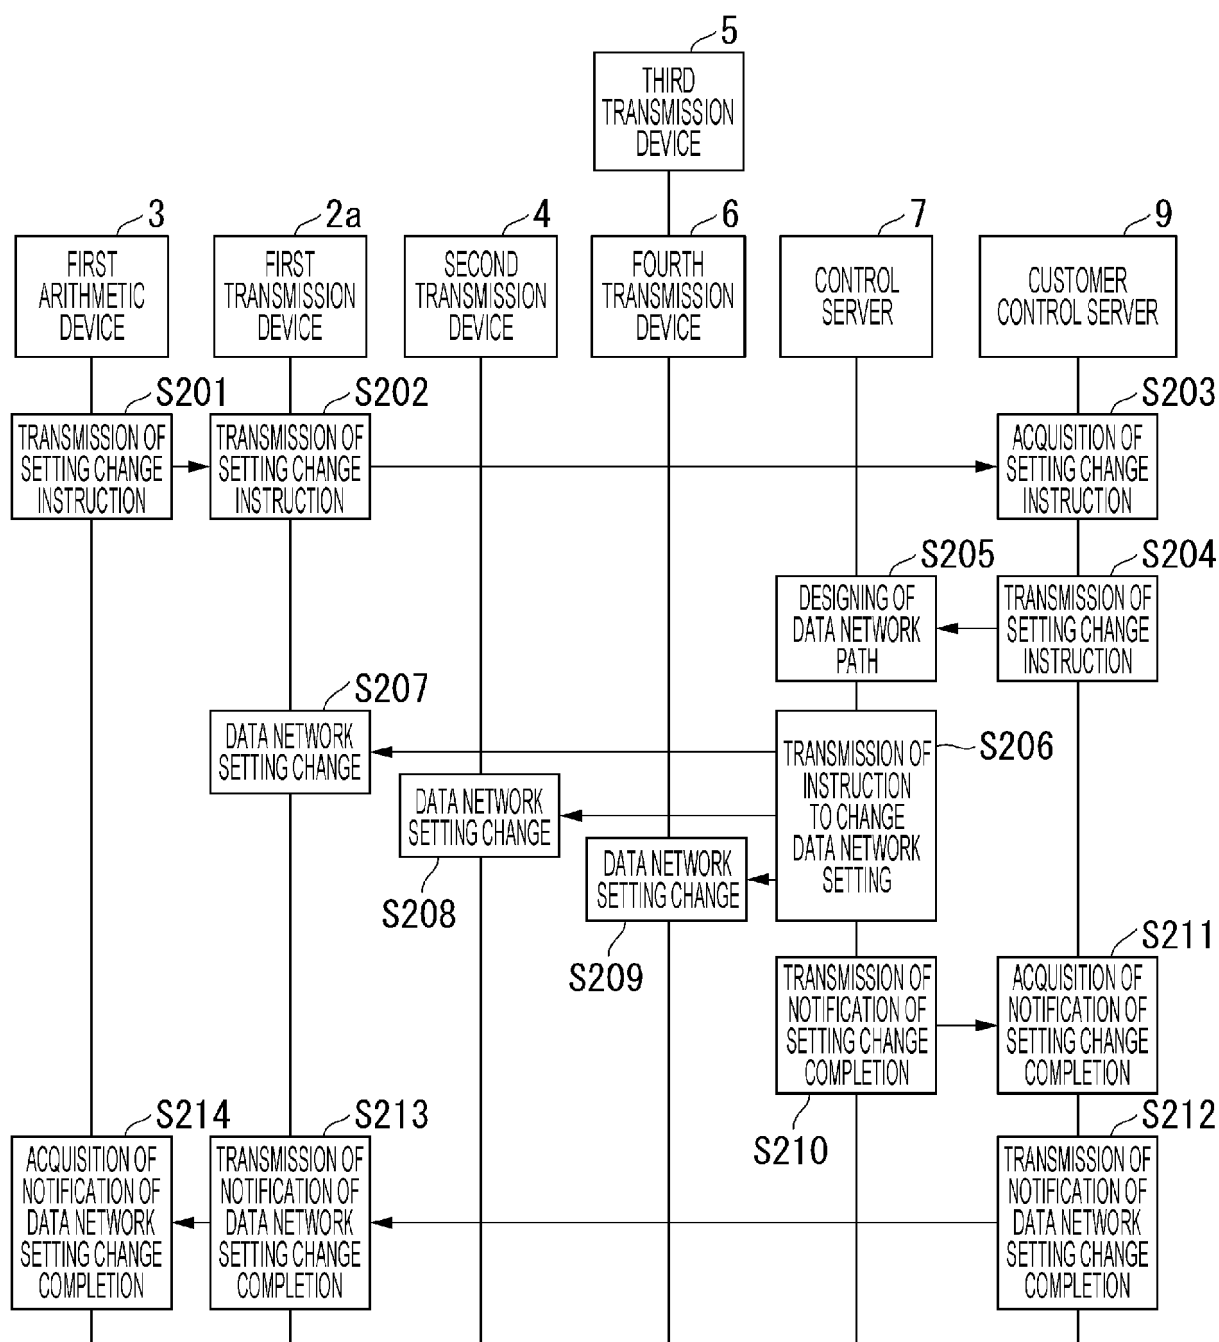 5
THIRD
TRANSMISSION
DEVICE
3
FIRST
ARITHMETIC
DEVICE
2a
FIRST
TRANSMISSION
DEVICE
4
SECOND
TRANSMISSION
DEVICE
6
FOURTH
TRANSMISSION
DEVICE
7
CONTROL
SERVER
9
CUSTOMER
CONTROL SERVER
S201
TRANSMISSION OF
SETTING CHANGE
INSTRUCTION
S202
TRANSMISSION OF
SETTING CHANGE
INSTRUCTION
S203
ACQUISITION OF
SETTING CHANGE
INSTRUCTION
S205
DESIGNING OF
DATA NETWORK
PATH
S204
TRANSMISSION OF
SETTING CHANGE
INSTRUCTION
S207
DATA NETWORK
SETTING CHANGE
S206
TRANSMISSION OF
INSTRUCTION
TO CHANGE
DATA NETWORK
SETTING
DATA NETWORK
SETTING CHANGE
S208
DATA NETWORK
SETTING CHANGE
S209
TRANSMISSION OF
NOTIFICATION OF
SETTING CHANGE
COMPLETION
S210
S211
ACQUISITION OF
NOTIFICATION OF
SETTING CHANGE
COMPLETION
S214
ACQUISITION OF
NOTIFICATION OF
DATA NETWORK
SETTING CHANGE
COMPLETION
S213
TRANSMISSION OF
NOTIFICATION OF
DATA NETWORK
SETTING CHANGE
COMPLETION
S212
TRANSMISSION OF
NOTIFICATION OF
DATA NETWORK
SETTING CHANGE
COMPLETION